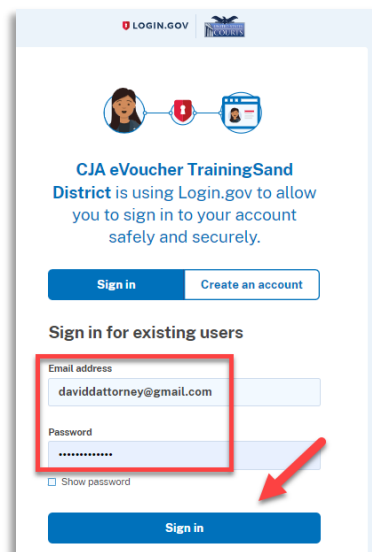 LOGIN.GOV
COURTS
CJA eVoucher TrainingSand
District is using Login.gov to allow
you to sign in to your account
safely and securely.
Sign in Create an account
Sign in for existing users
Email address
daviddattorney@gmail.com
Password
•••••••••••••
Show password
Sign in